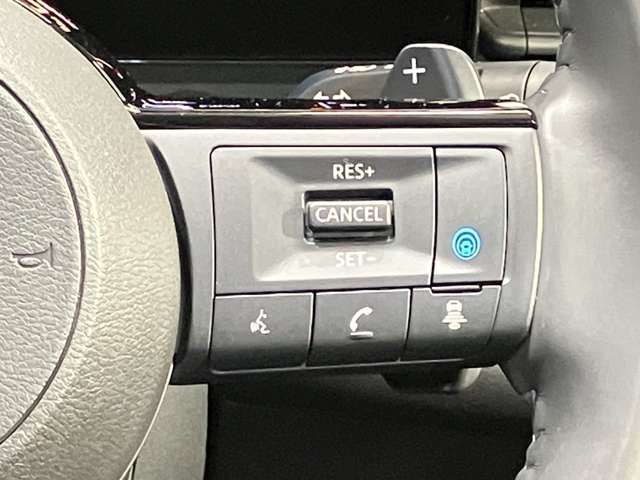 +
RES+
CANCEL
SET-